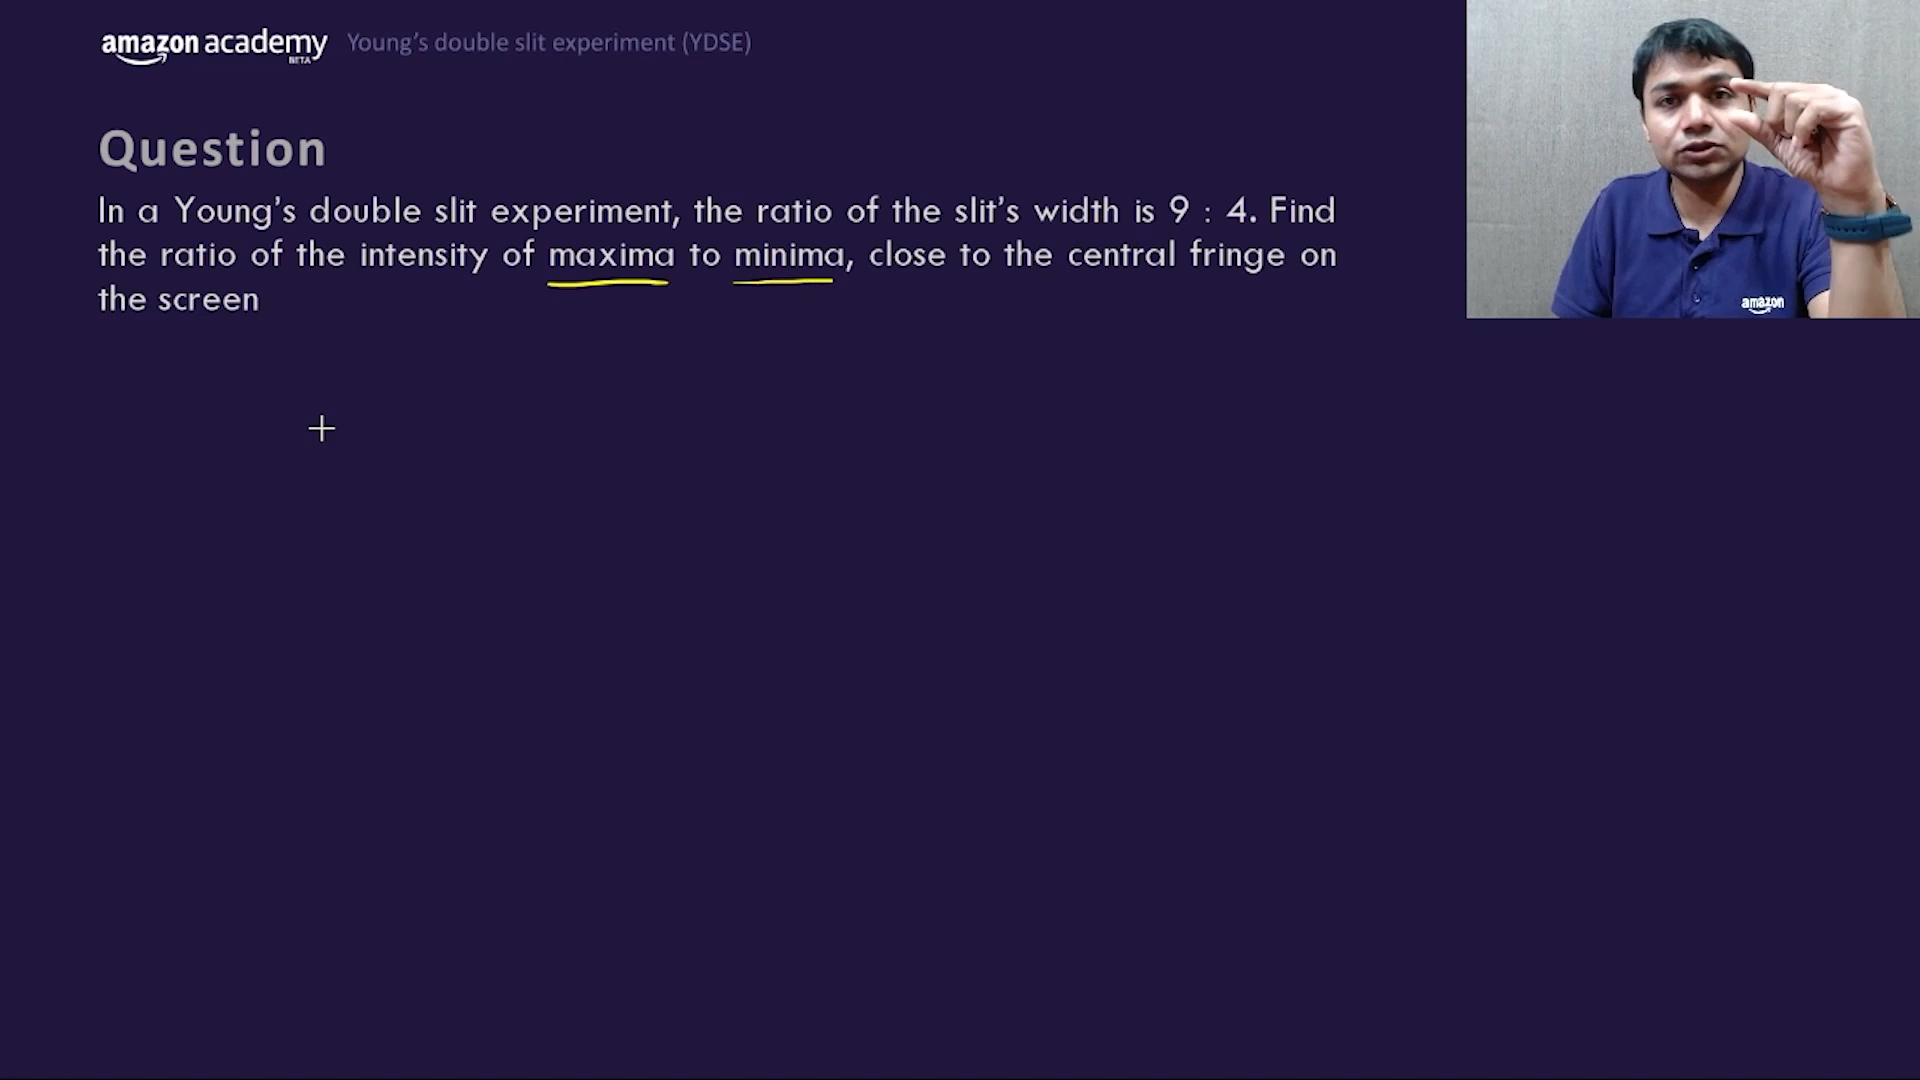 amazon academy Young's double slit experiment (YDSE)
BETA
Question
In a Young's double slit experiment, the ratio of the slit's width is 9 : 4. Find
the ratio of the intensity of maxima to minima, close to the central fringe on
the screen
amazon